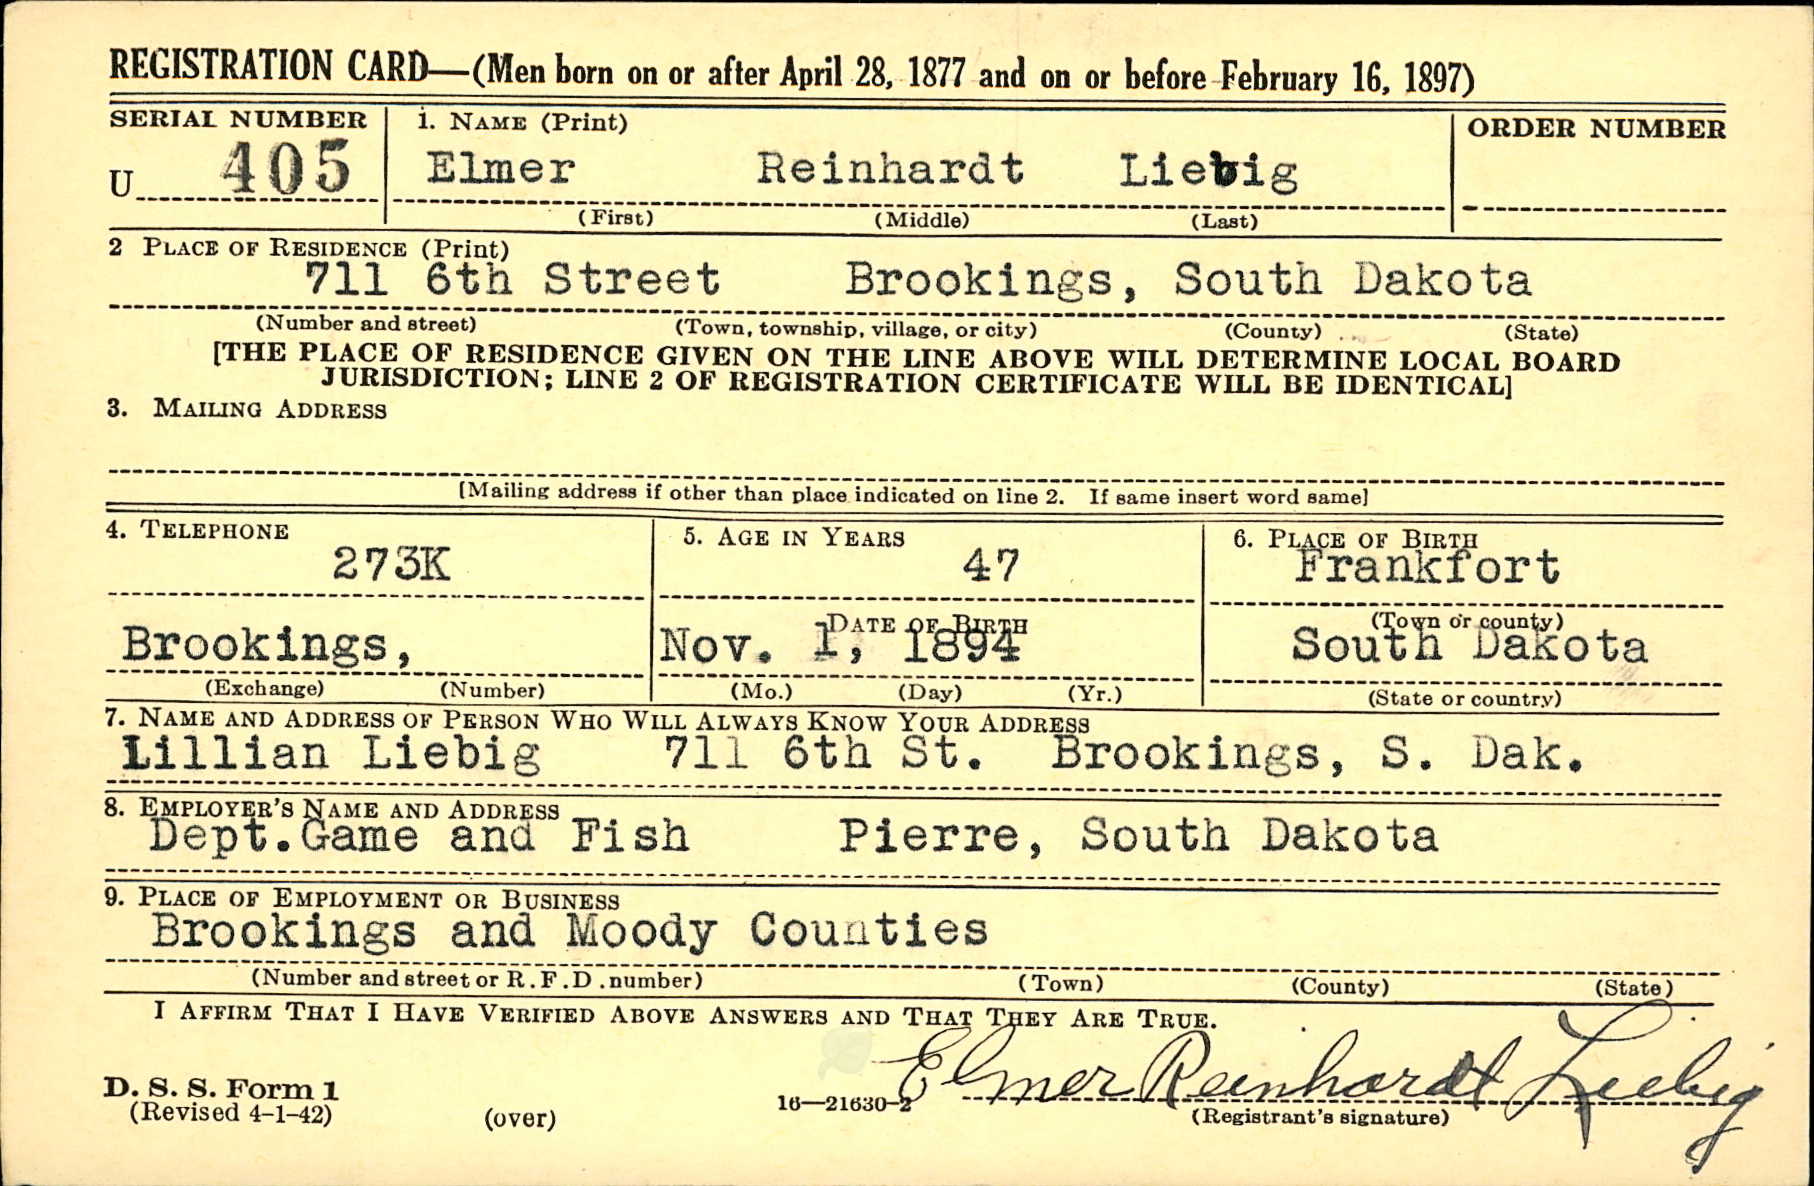 REGISTRATION CARD—(Men born on or after April 28, 1877 and on or before February 16, 1897)
SERIAL NUMBER 1. NAME (Print) ORDER NUMBER
U 405 Elmer Reinhardt Liebig
(First) (Middle) (Last)
2 PLACE OF RESIDENCE (Print)
711 6th Street Brookings, South Dakota
(Number and street) (Town, township, village, or city) (County) (State)
[THE PLACE OF RESIDENCE GIVEN ON THE LINE ABOVE WILL DETERMINE LOCAL BOARD
JURISDICTION; LINE 2 OF REGISTRATION CERTIFICATE WILL BE IDENTICAL]
3. MAILING ADDRESS
[Mailing address if other than place indicated on line 2. If same insert word same]
4. TELEPHONE 5. AGE IN YEARS 6. PLACE OF BIRTH
273K 47 Frankfort
DATE OF BIRTH (Town or county)
Brookings, Nov. 1, 1894 South Dakota
(Exchange) (Number) (Mo.) (Day) (Yr.) (State or country)
7. NAME AND ADDRESS OF PERSON WHO WILL ALWAYS KNOW YOUR ADDRESS
Lillian Liebig 711 6th St. Brookings, S. Dak.
8. EMPLOYER'S NAME AND ADDRESS
Dept.Game and Fish Pierre, South Dakota
9. PLACE OF EMPLOYMENT OR BUSINESS
Brookings and Moody Counties
(Number and street or R.F.D. number) (Town) (County) (State)
I AFFIRM THAT I HAVE VERIFIED ABOVE ANSWERS AND THAT THEY ARE TRUE.
Elmer Reinhardt Liebig
D. S. S. Form 1
(Revised 4-1-42) (over) 16—21630-2 (Registrant's signature)